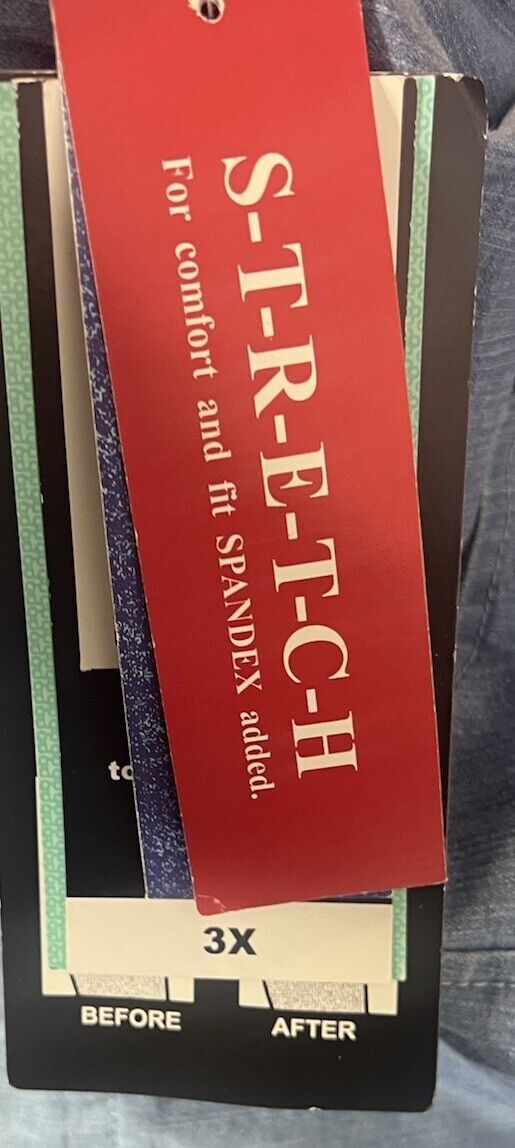 S-T-R-E-T-C-H
For comfort and fit SPANDEX added.
3X
BEFORE
AFTER